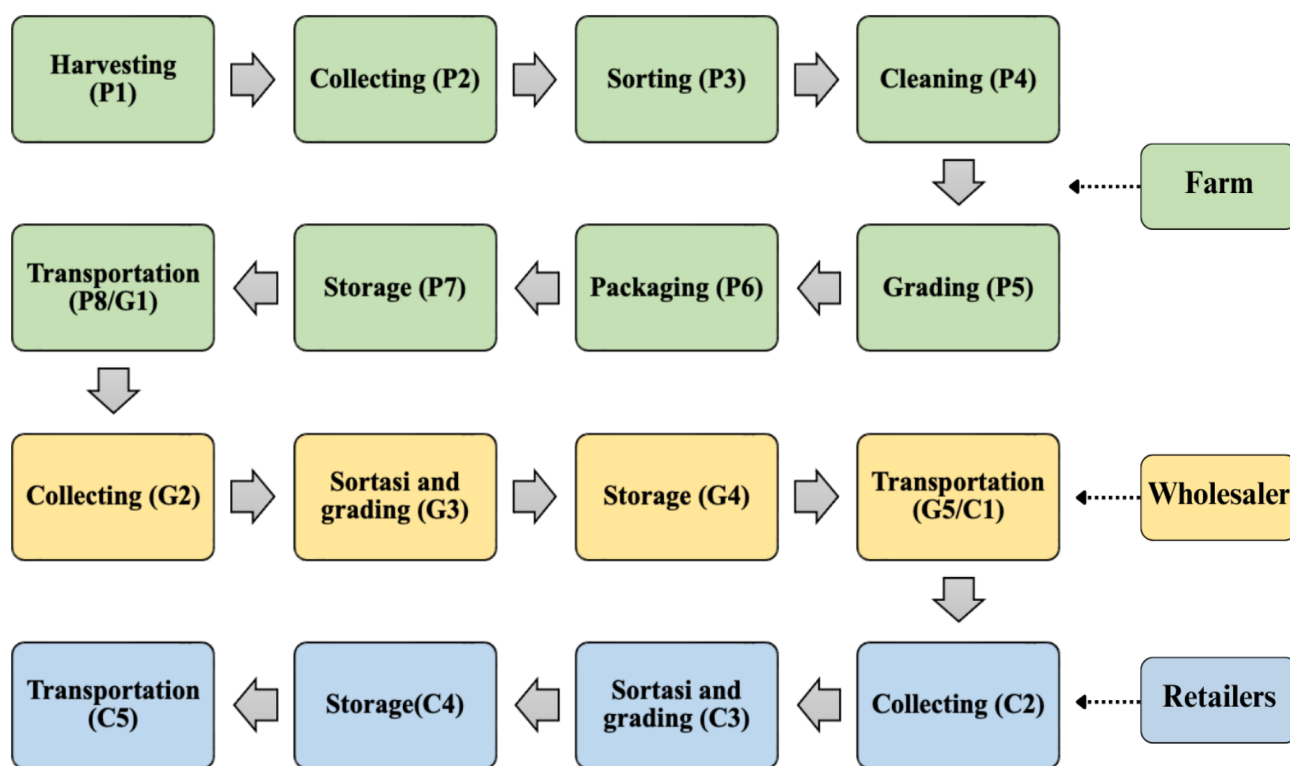 Harvesting
(P1)
Collecting (P2)
Sorting (P3)
Cleaning (P4)
Farm
Transportation
(P8/G1)
Storage (P7)
Packaging (P6)
Grading (P5)
Collecting (G2)
Sortasi and
grading (G3)
Storage (G4)
Transportation
(G5/C1)
Wholesaler
Transportation
(C5)
Storage(C4)
Sortasi and
grading (C3)
Collecting (C2)
Retailers